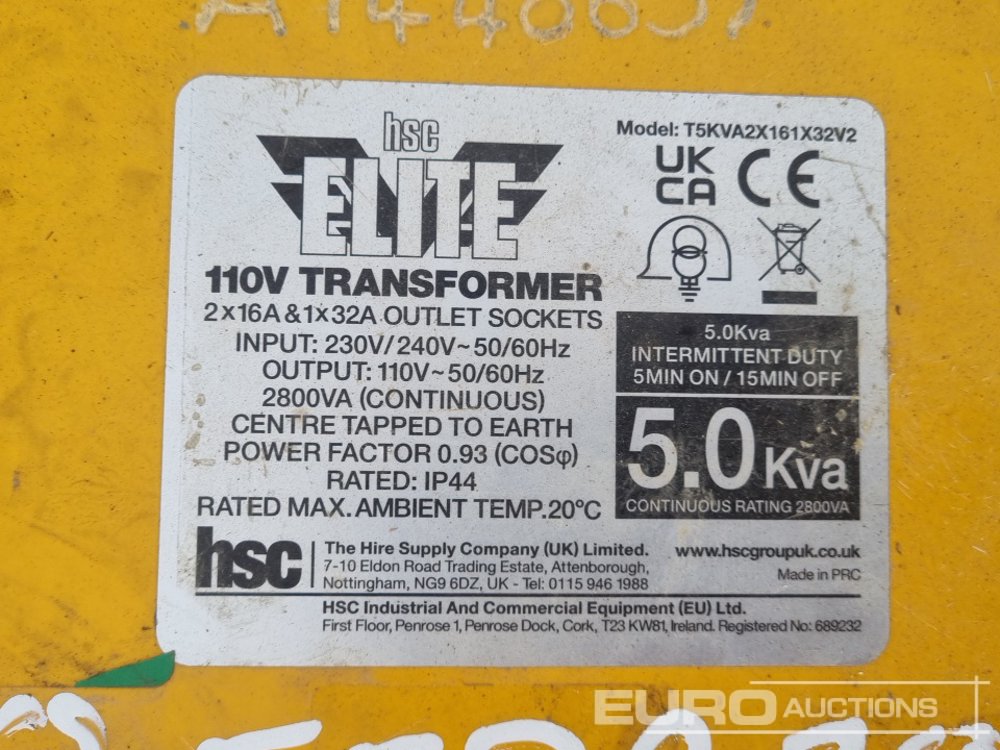 hsc
ELITE
110V TRANSFORMER
2x16A & 1x32A OUTLET SOCKETS
INPUT: 230V/240V~50/60Hz
OUTPUT: 110V~50/60Hz
2800VA (CONTINUOUS)
CENTRE TAPPED TO EARTH
POWER FACTOR 0.93 (COSφ)
RATED: IP44
RATED MAX. AMBIENT TEMP. 20°C
Model: T5KVA2X161X32V2
UK
CA CE
5.0Kva
INTERMITTENT DUTY
5MIN ON / 15MIN OFF
5.0 Kva
CONTINUOUS RATING 2800VA
hsc
The Hire Supply Company (UK) Limited.
7-10 Eldon Road Trading Estate, Attenborough,
Nottingham, NG9 6DZ, UK - Tel: 0115 946 1988
www.hscgroupuk.co.uk
Made in PRC
HSC Industrial And Commercial Equipment (EU) Ltd.
First Floor, Penrose 1, Penrose Dock, Cork, T23 KW81, Ireland. Registered No: 689232
EURO AUCTIONS